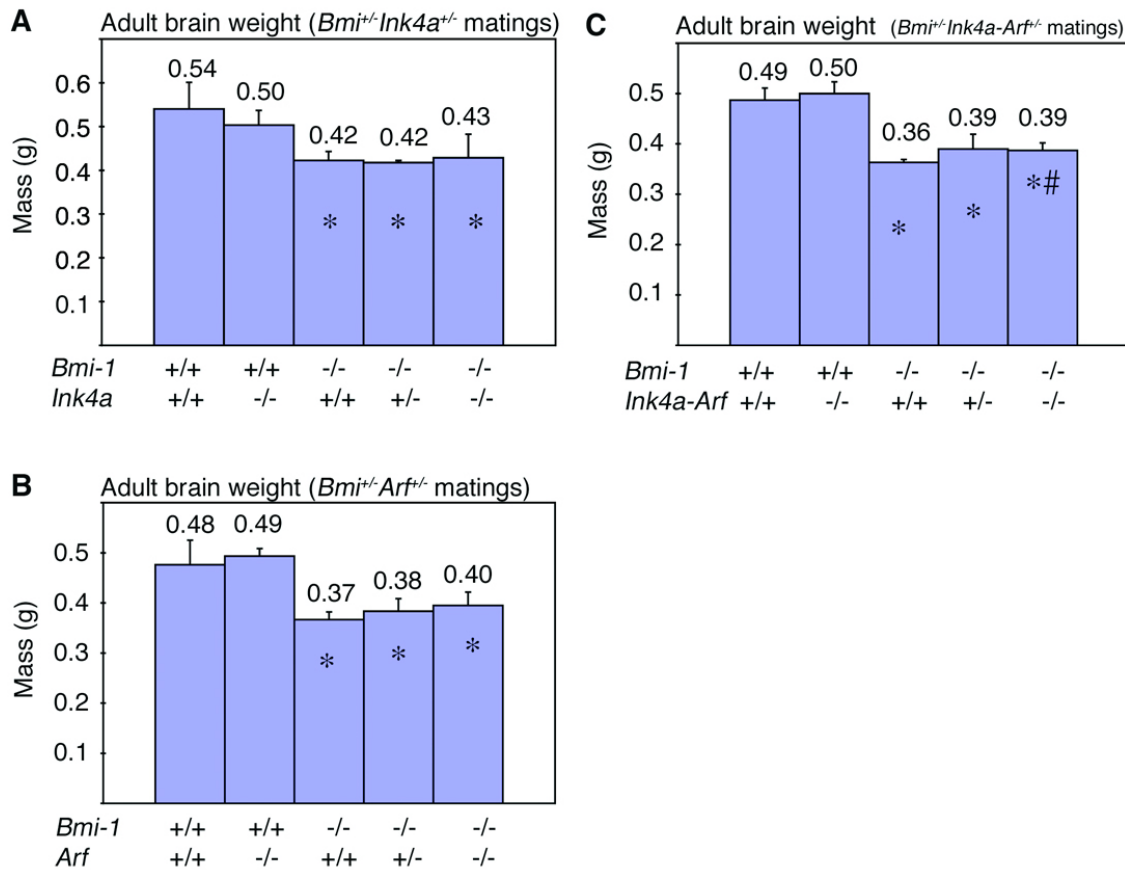 A
Adult brain weight (Bmi+/-Ink4a+/- matings)
Mass (g)
0.6
0.5
0.4
0.3
0.2
0.1
0.54
0.50
0.42
0.42
0.43
* * *
Bmi-1 +/+ +/+ -/- -/- -/-
Ink4a +/+ -/- +/+ +/- -/-
B
Adult brain weight (Bmi+/-Arf+/- matings)
Mass (g)
0.5
0.4
0.3
0.2
0.1
0.48
0.49
0.37
0.38
0.40
* * *
Bmi-1 +/+ +/+ -/- -/- -/-
Arf +/+ -/- +/+ +/- -/-
C
Adult brain weight (Bmi+/-Ink4a-Arf+/- matings)
Mass (g)
0.5
0.4
0.3
0.2
0.1
0.49
0.50
0.36
0.39
0.39
* * *#
Bmi-1 +/+ +/+ -/- -/- -/-
Ink4a-Arf +/+ -/- +/+ +/- -/-